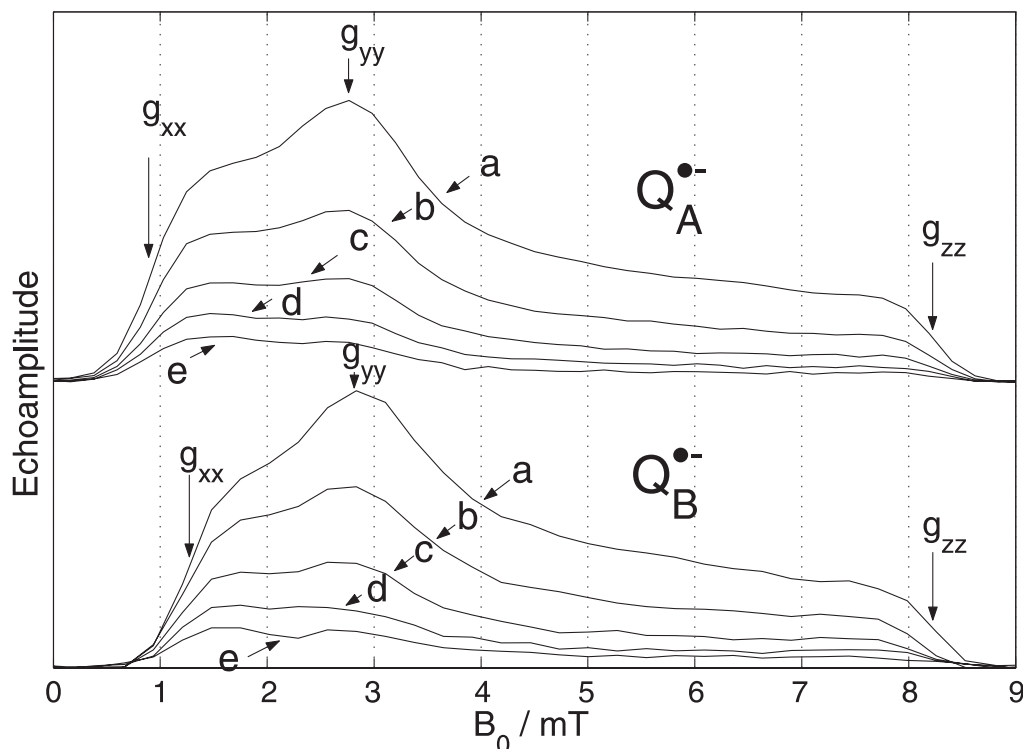 g_yy
g_xx
a
Q_A^•-
b
c
g_zz
d
e
g_yy
g_xx
a
Q_B^•-
b
g_zz
c
d
e
Echoamplitude
0 1 2 3 4 5 6 7 8 9
B_0 / mT